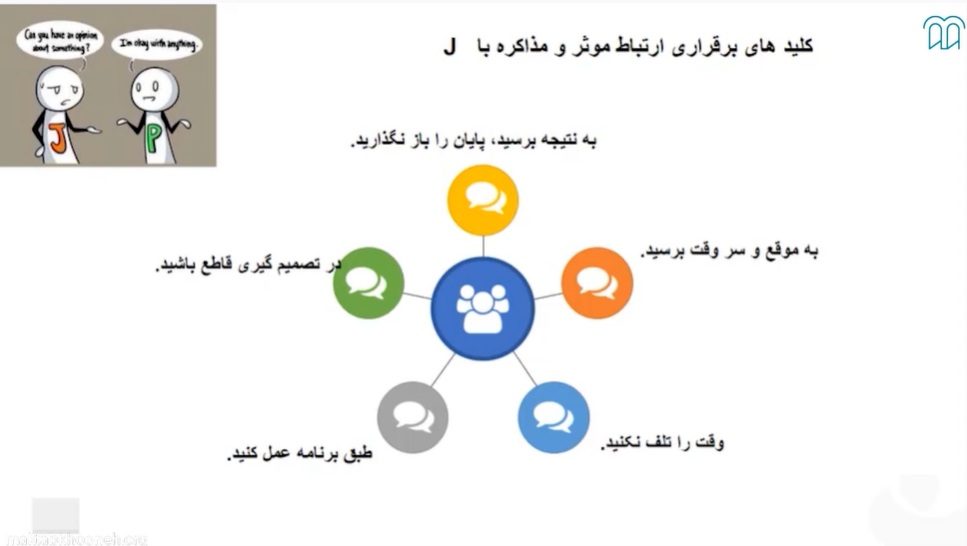 کلید های برقراری ارتباط موثر و مذاکره با J
Can you have an opinion
about something?
I'm okay with anything.
J
P
به نتیجه برسید، پایان را باز نگذارید.
به موقع و سر وقت برسید.
در تصمیم گیری قاطع باشید.
وقت را تلف نکنید.
طبق برنامه عمل کنید.